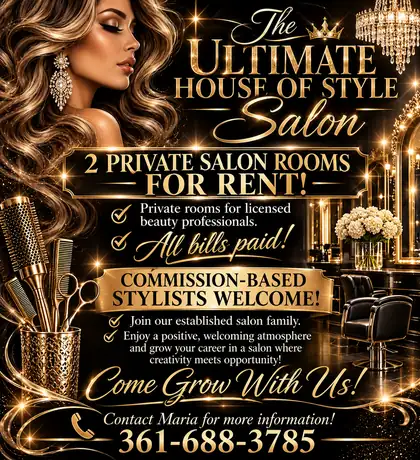 The
ULTIMATE
HOUSE OF STYLE
Salon
2 PRIVATE SALON ROOMS
FOR RENT!
Private rooms for licensed
beauty professionals.
All bills paid!
COMMISSION-BASED
STYLISTS WELCOME!
Join our established salon family.
Enjoy a positive, welcoming atmosphere
and grow your career in a salon where
creativity meets opportunity!
Come Grow With Us!
Contact Maria for more information!
361-688-3785